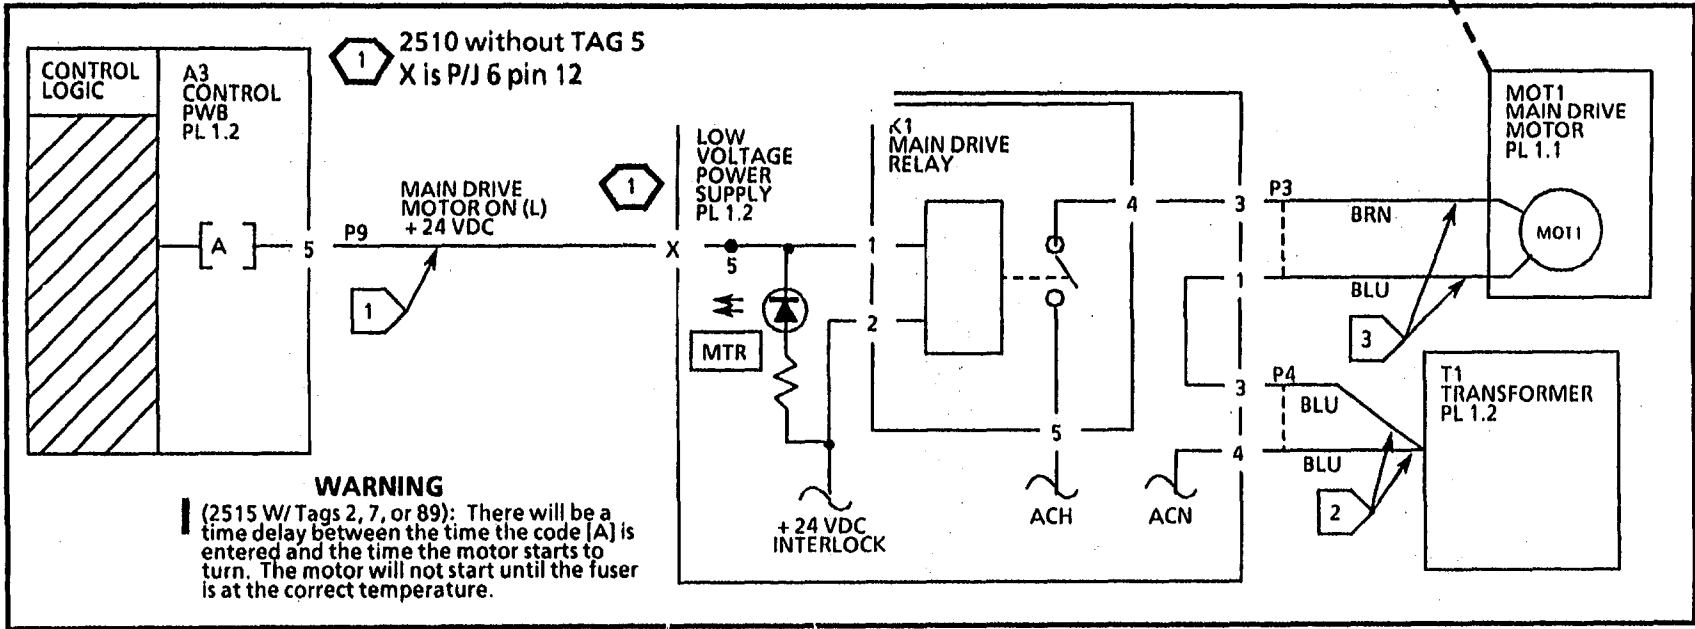 1
2510 without TAG 5
X is P/J 6 pin 12
CONTROL
LOGIC
A3
CONTROL
PWB
PL 1.2
[A]
5
P9
MAIN DRIVE
MOTOR ON (L)
+ 24 VDC
1
1
X
LOW
VOLTAGE
POWER
SUPPLY
PL 1.2
5
MTR
K1
MAIN DRIVE
RELAY
1
2
4
5
+ 24 VDC
INTERLOCK
ACH
ACN
3
1
3
4
P3
BRN
BLU
3
P4
BLU
BLU
2
MOT1
MAIN DRIVE
MOTOR
PL 1.1
MOT1
T1
TRANSFORMER
PL 1.2
WARNING
(2515 W/ Tags 2, 7, or 89): There will be a
time delay between the time the code [A] is
entered and the time the motor starts to
turn. The motor will not start until the fuser
is at the correct temperature.